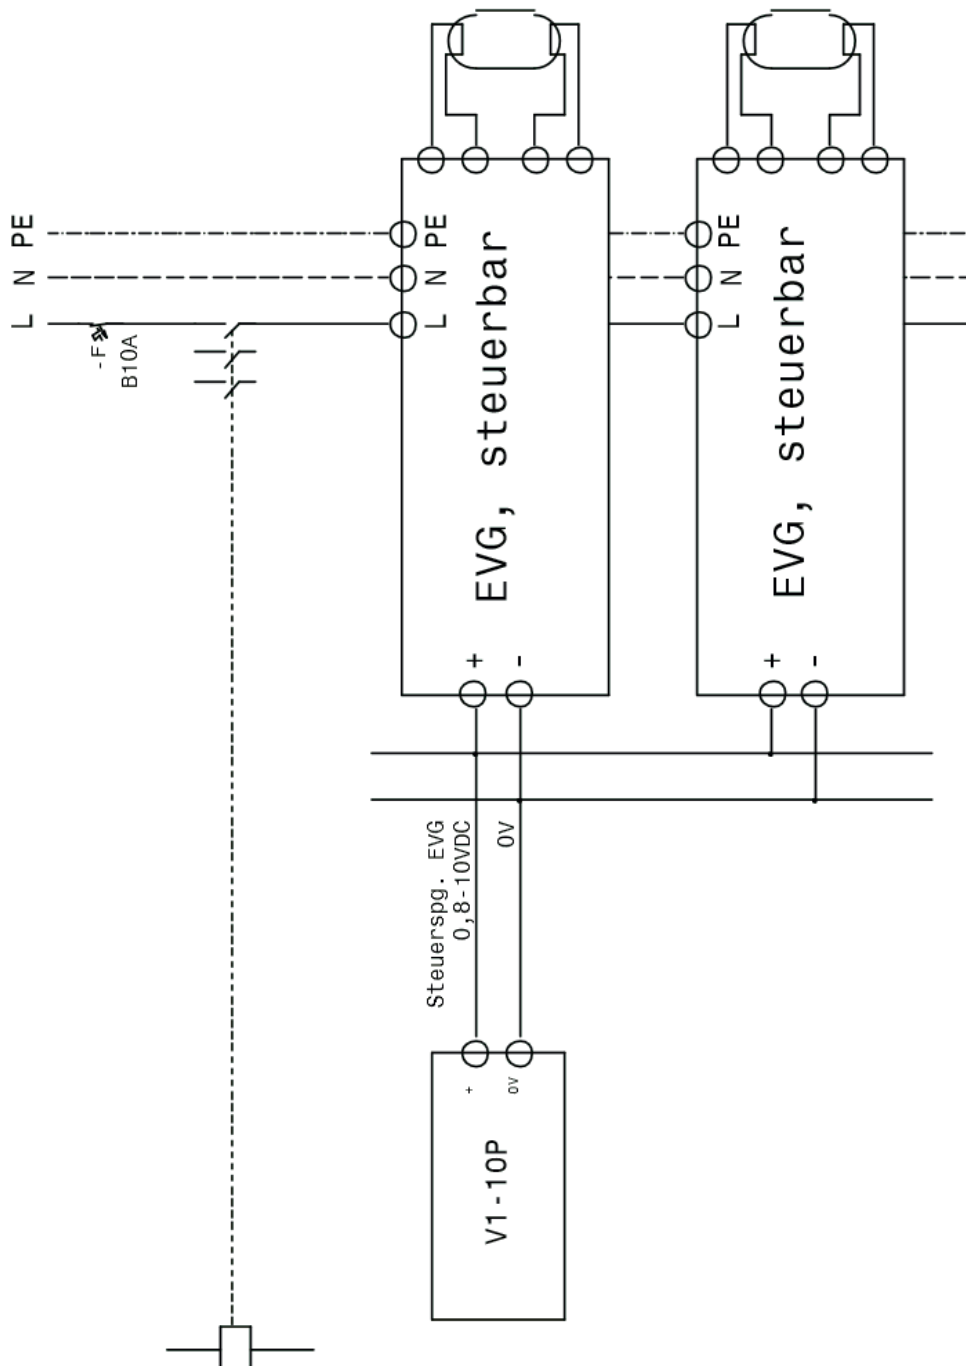 PE
N
L
-F
B10A
PE
N
L
EVG, steuerbar
+
-
PE
N
L
EVG, steuerbar
+
-
Steuerspg. EVG
0,8-10VDC
0V
+
0V
V1-10P